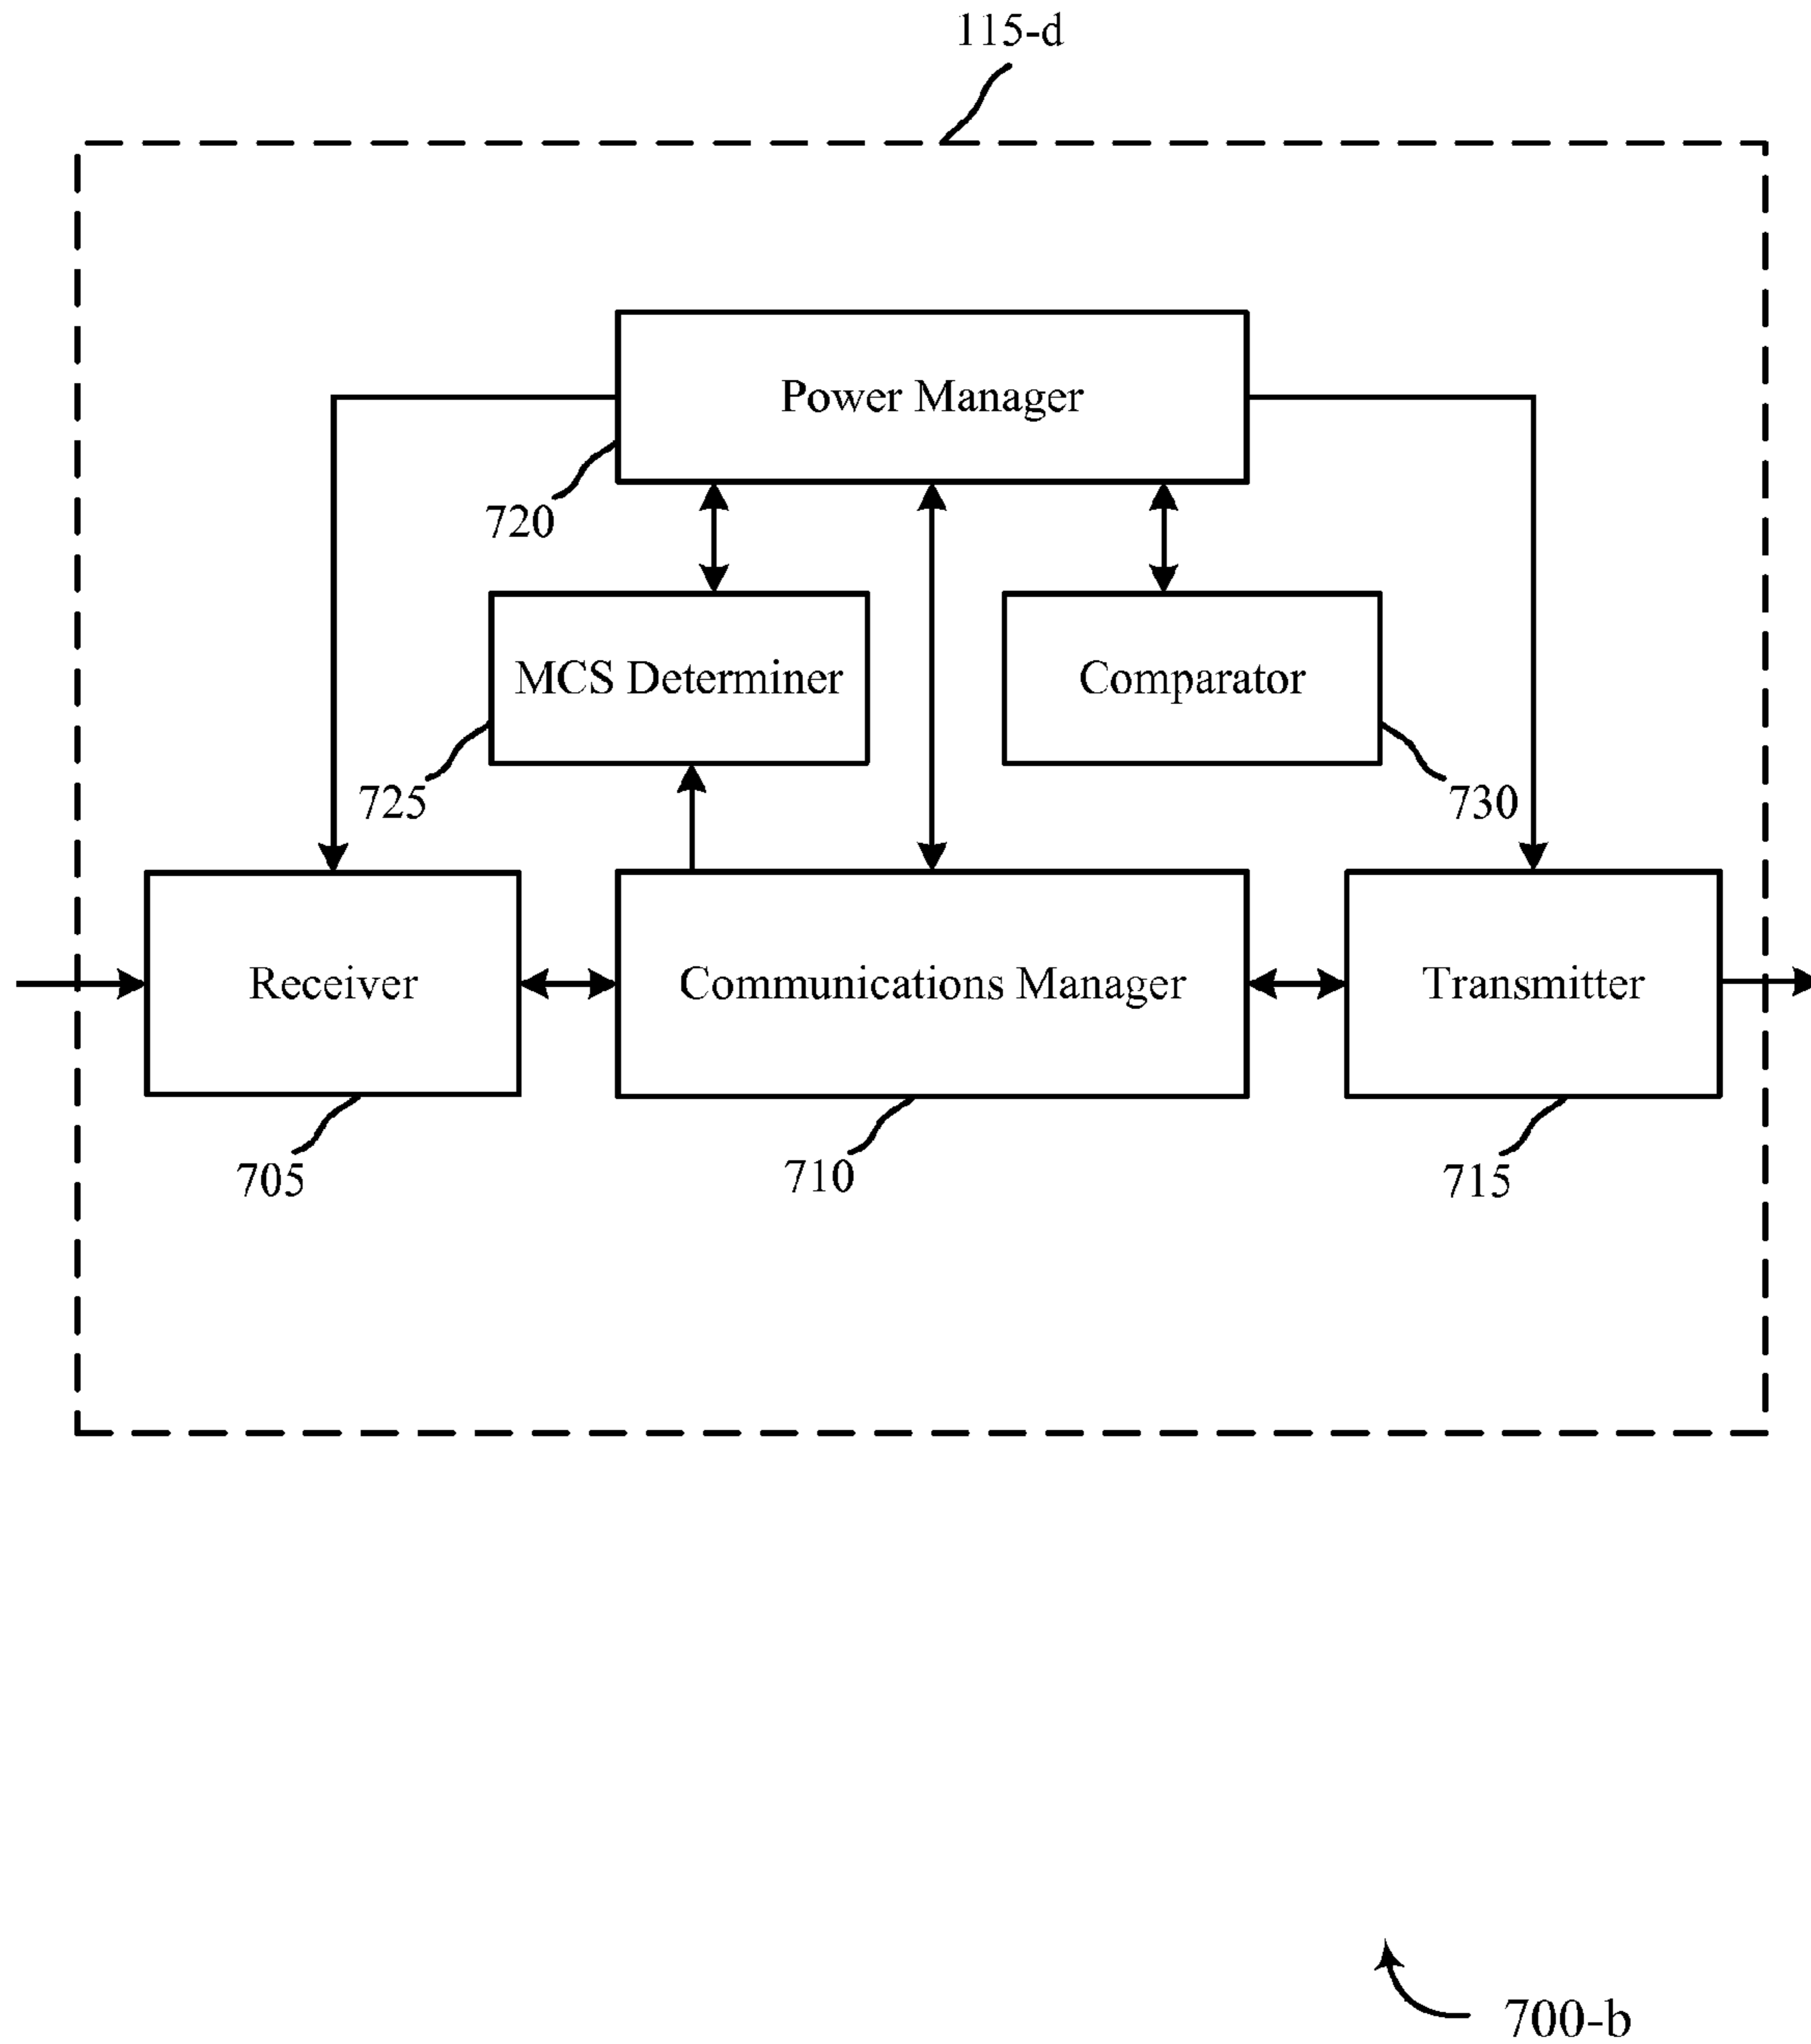 115-d
Power Manager
720
MCS Determiner
Comparator
725
730
Receiver
Communications Manager
Transmitter
705
710
715
700-b